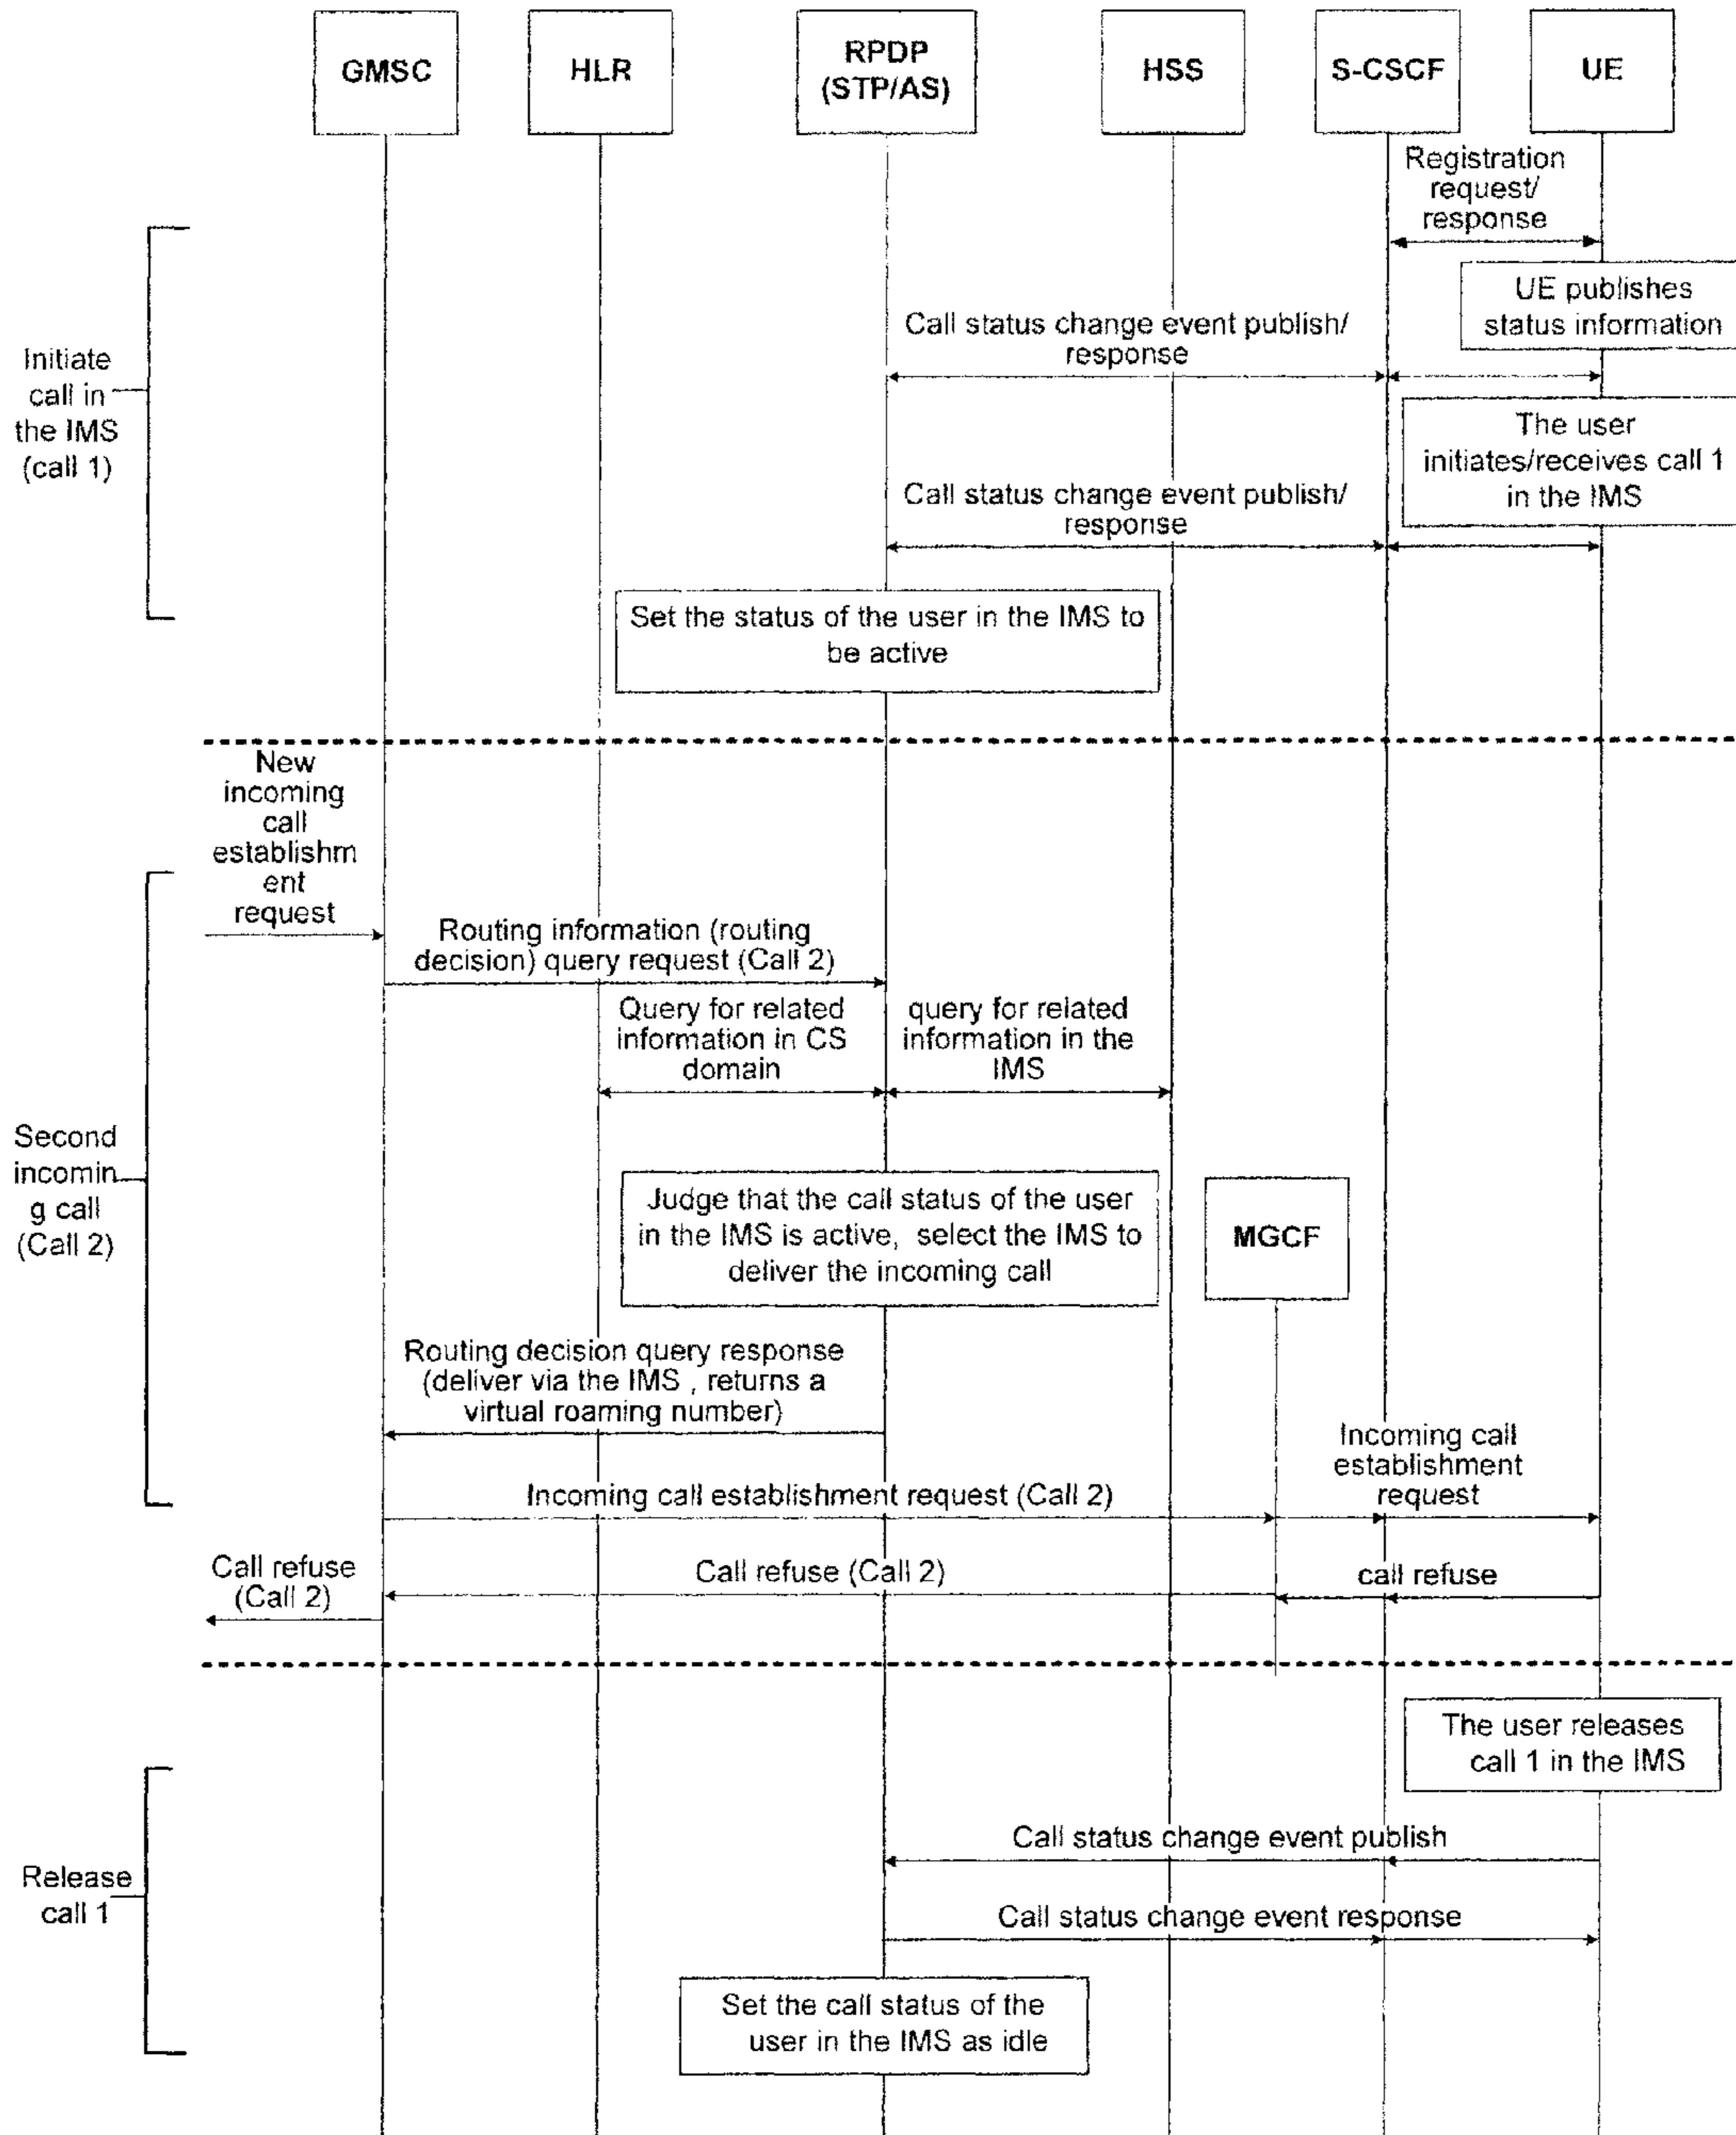 GMSC
HLR
RPDP
(STP/AS)
HSS
S-CSCF
UE
Registration
request/
response
UE publishes
status information
Call status change event publish/
response
Initiate
call in
the IMS
(call 1)
The user
initiates/receives call 1
in the IMS
Call status change event publish/
response
Set the status of the user in the IMS to
be active
New
incoming
call
establishm
ent
request
Routing information (routing
decision) query request (Call 2)
Query for related
information in CS
domain
query for related
information in the
IMS
Second
incomin
g call
(Call 2)
Judge that the call status of the user
in the IMS is active, select the IMS to
deliver the incoming call
MGCF
Routing decision query response
(deliver via the IMS , returns a
virtual roaming number)
Incoming call
establishment
request
Incoming call establishment request (Call 2)
Call refuse
(Call 2)
Call refuse (Call 2)
call refuse
The user releases
call 1 in the IMS
Call status change event publish
Release
call 1
Call status change event response
Set the call status of the
user in the IMS as idle